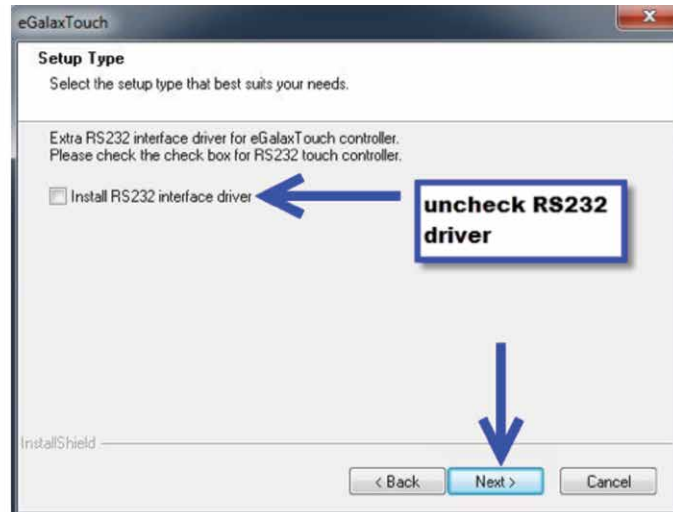 eGalaxTouch
x
Setup Type
Select the setup type that best suits your needs.
Extra RS232 interface driver for eGalaxTouch controller.
Please check the check box for RS232 touch controller.
Install RS232 interface driver
uncheck RS232
driver
InstallShield
< Back Next > Cancel